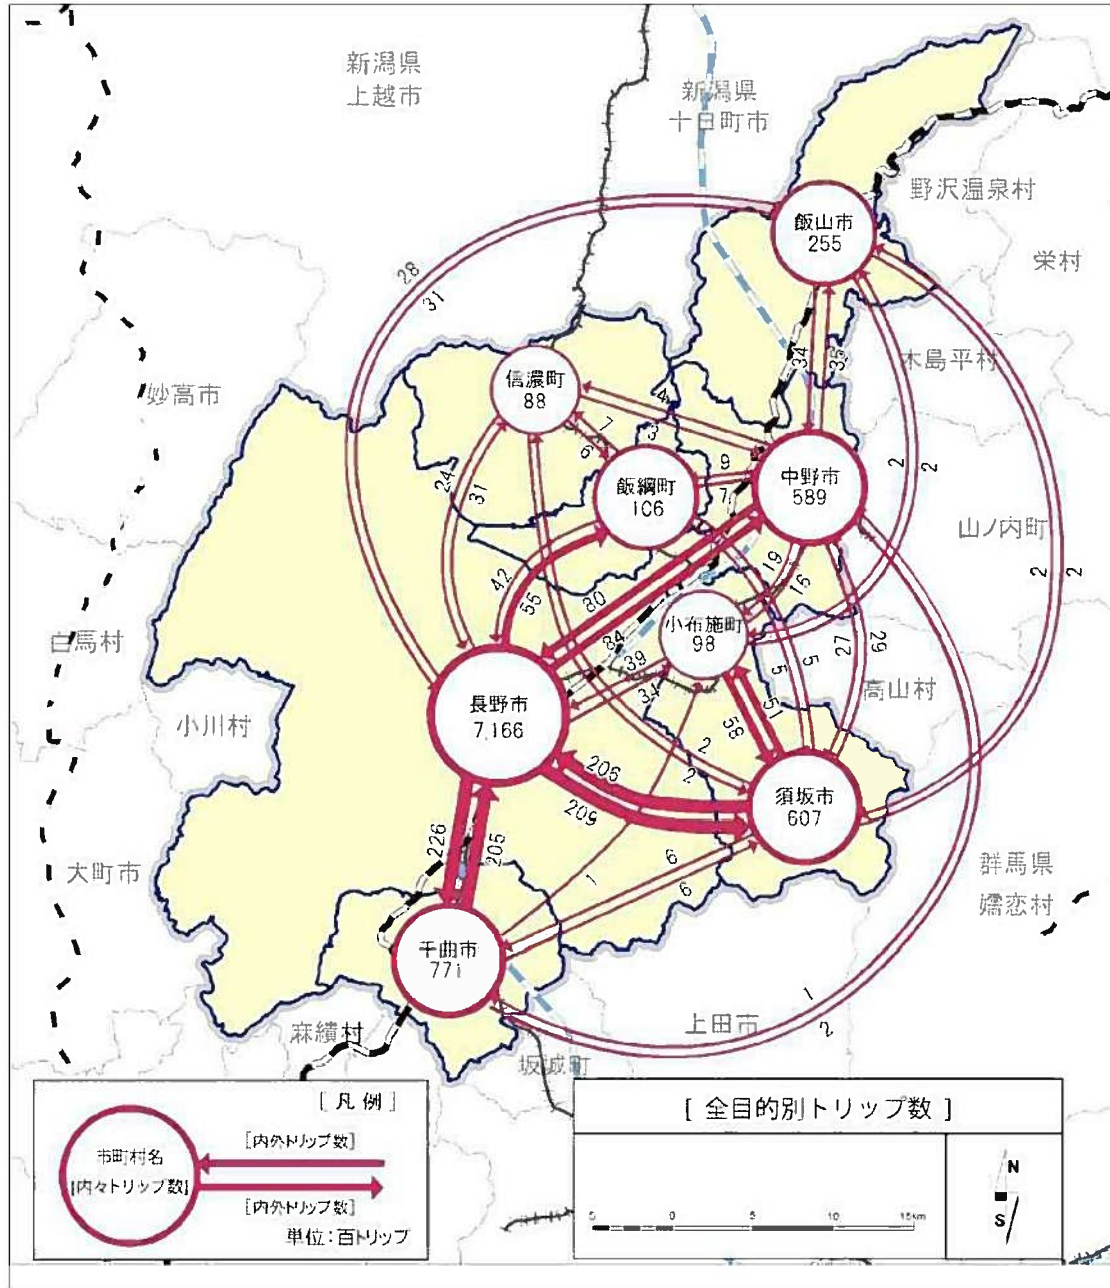 新潟県
上越市
新潟県
十日町市
野沢温泉村
飯山市
255
栄村
28
31
34
35
木島平村
妙高市
信濃町
88
4
3
7
6
9
7
飯綱町
106
中野市
589
2
2
24
31
山ノ内町
2
2
42
55
80
84
19
15
小布施町
98
39
34
5
5
27
29
白馬村
高山村
小川村
長野市
7,166
58
51
2
2
206
209
須坂市
607
226
205
大町市
1
6
6
群馬県
嬬恋村
千曲市
771
1
2
麻績村
上田市
坂城町
[ 凡 例 ]
[内外トリップ数]
市町村名
[内々トリップ数]
[内外トリップ数]
単位:百トリップ
[ 全目的別トリップ数 ]
5 0 5 10 15km
N
S